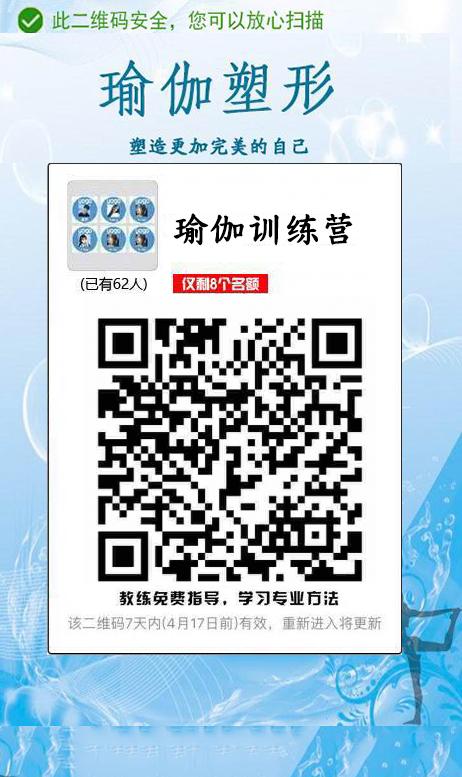 此二维码安全，您可以放心扫描
瑜伽塑形
塑造更加完美的自己
瑜伽训练营
(已有62人)
仅剩8个名额
教练免费指导，学习专业方法
该二维码7天内(4月17日前)有效，重新进入将更新